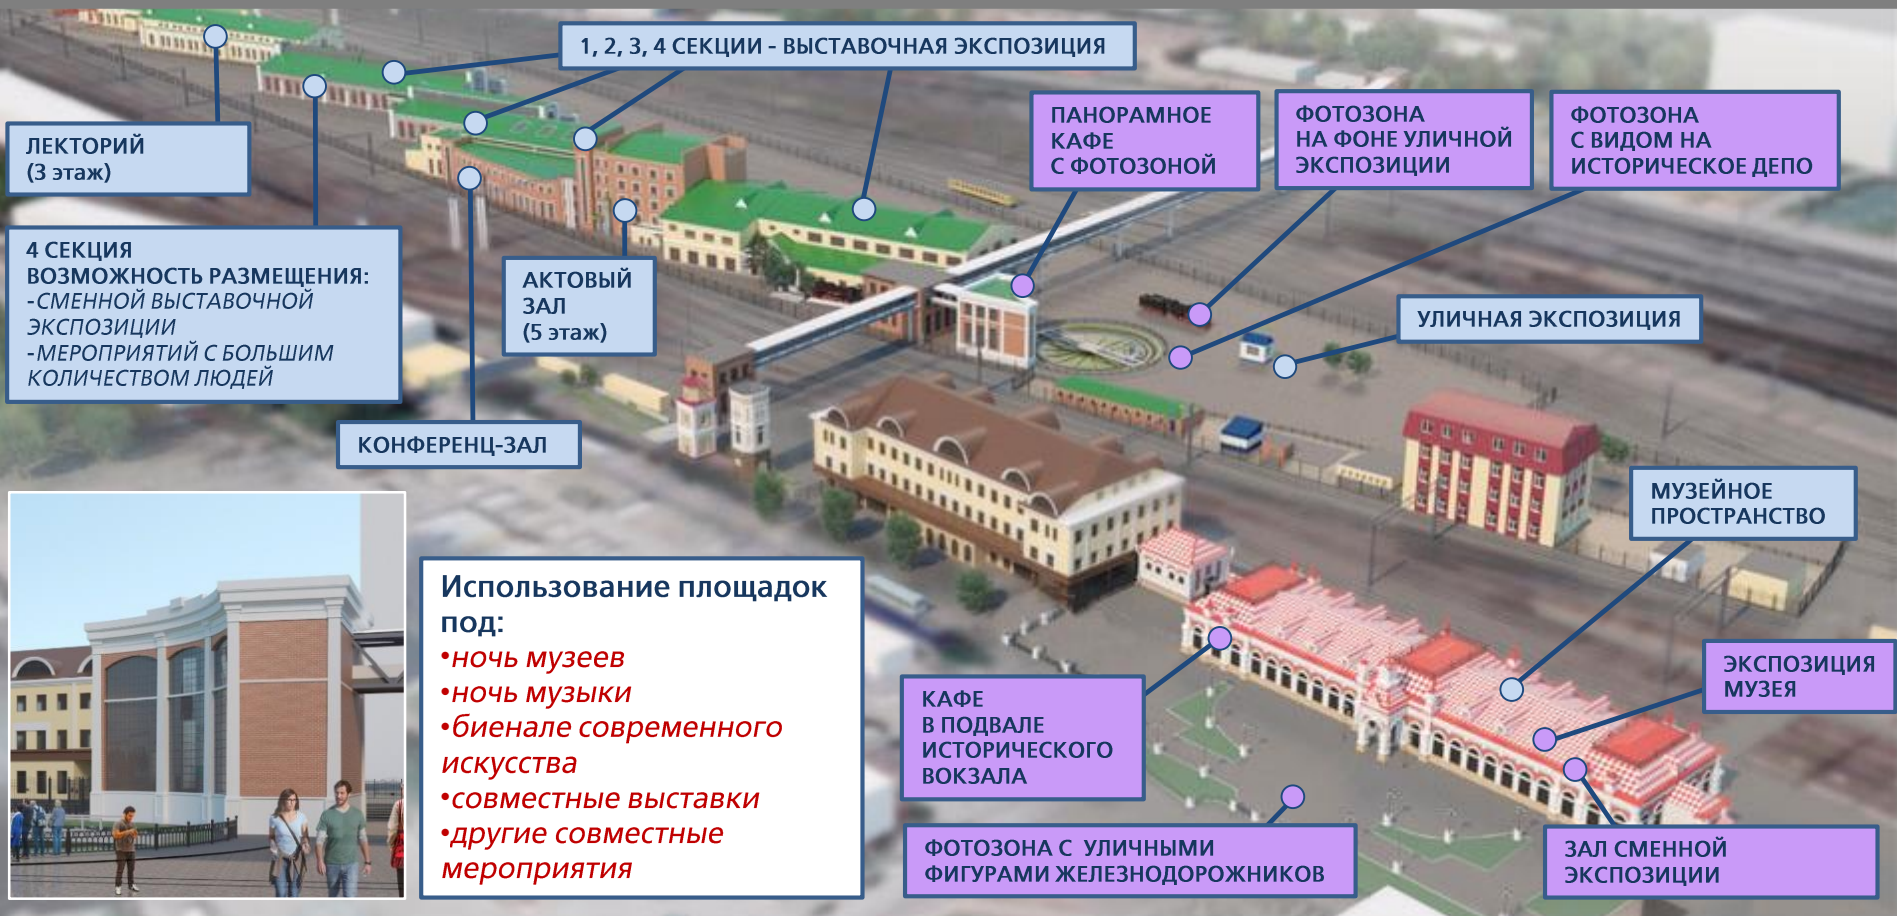 1, 2, 3, 4 СЕКЦИИ - ВЫСТАВОЧНАЯ ЭКСПОЗИЦИЯ
ЛЕКТОРИЙ
(3 этаж)
ПАНОРАМНОЕ
КАФЕ
С ФОТОЗОНОЙ
ФОТОЗОНА
НА ФОНЕ УЛИЧНОЙ
ЭКСПОЗИЦИИ
ФОТОЗОНА
С ВИДОМ НА
ИСТОРИЧЕСКОЕ ДЕПО
4 СЕКЦИЯ
ВОЗМОЖНОСТЬ РАЗМЕЩЕНИЯ:
-СМЕННОЙ ВЫСТАВОЧНОЙ
ЭКСПОЗИЦИИ
-МЕРОПРИЯТИЙ С БОЛЬШИМ
КОЛИЧЕСТВОМ ЛЮДЕЙ
АКТОВЫЙ
ЗАЛ
(5 этаж)
УЛИЧНАЯ ЭКСПОЗИЦИЯ
КОНФЕРЕНЦ-ЗАЛ
МУЗЕЙНОЕ
ПРОСТРАНСТВО
Использование площадок
под:
•ночь музеев
•ночь музыки
•биенале современного
искусства
•совместные выставки
•другие совместные
мероприятия
КАФЕ
В ПОДВАЛЕ
ИСТОРИЧЕСКОГО
ВОКЗАЛА
ЭКСПОЗИЦИЯ
МУЗЕЯ
ФОТОЗОНА С УЛИЧНЫМИ
ФИГУРАМИ ЖЕЛЕЗНОДОРОЖНИКОВ
ЗАЛ СМЕННОЙ
ЭКСПОЗИЦИИ